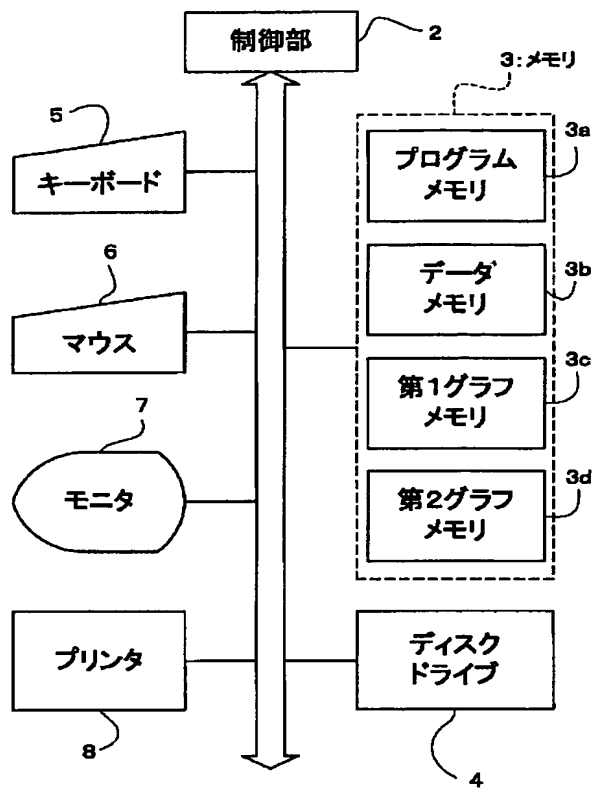 制御部
2
3:メモリ
5
キーボード
3a
プログラム
メモリ
6
マウス
3b
データ
メモリ
3c
第1グラフ
メモリ
7
モニタ
3d
第2グラフ
メモリ
プリンタ
8
ディスク
ドライブ
4